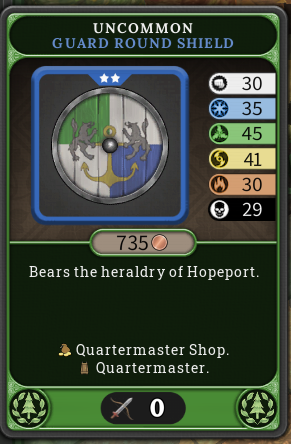 UNCOMMON
GUARD ROUND SHIELD
30
35
45
41
30
29
735
Bears the heraldry of Hopeport.
Quartermaster Shop.
Quartermaster.
0